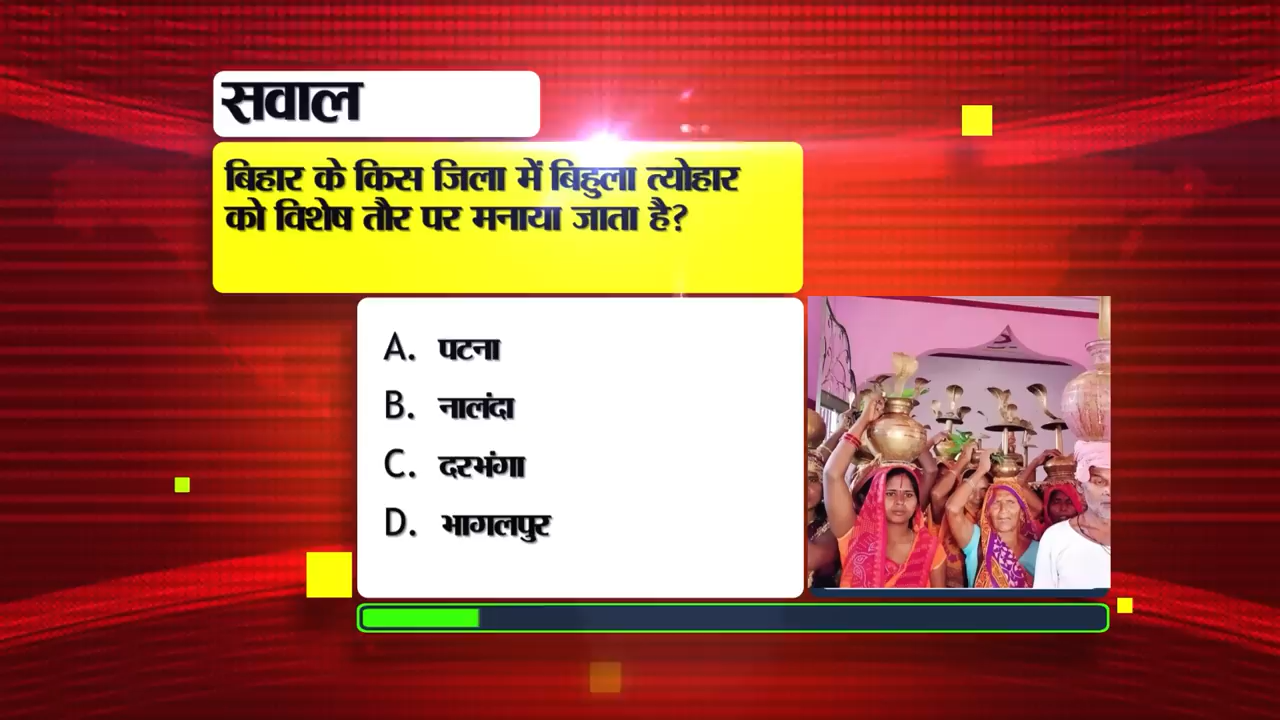 सवाल
बिहार के किस जिला में बिहुला त्योहार
को विशेष तौर पर मनाया जाता है?
A. पटना
B. नालंदा
C. दरभंगा
D. भागलपुर